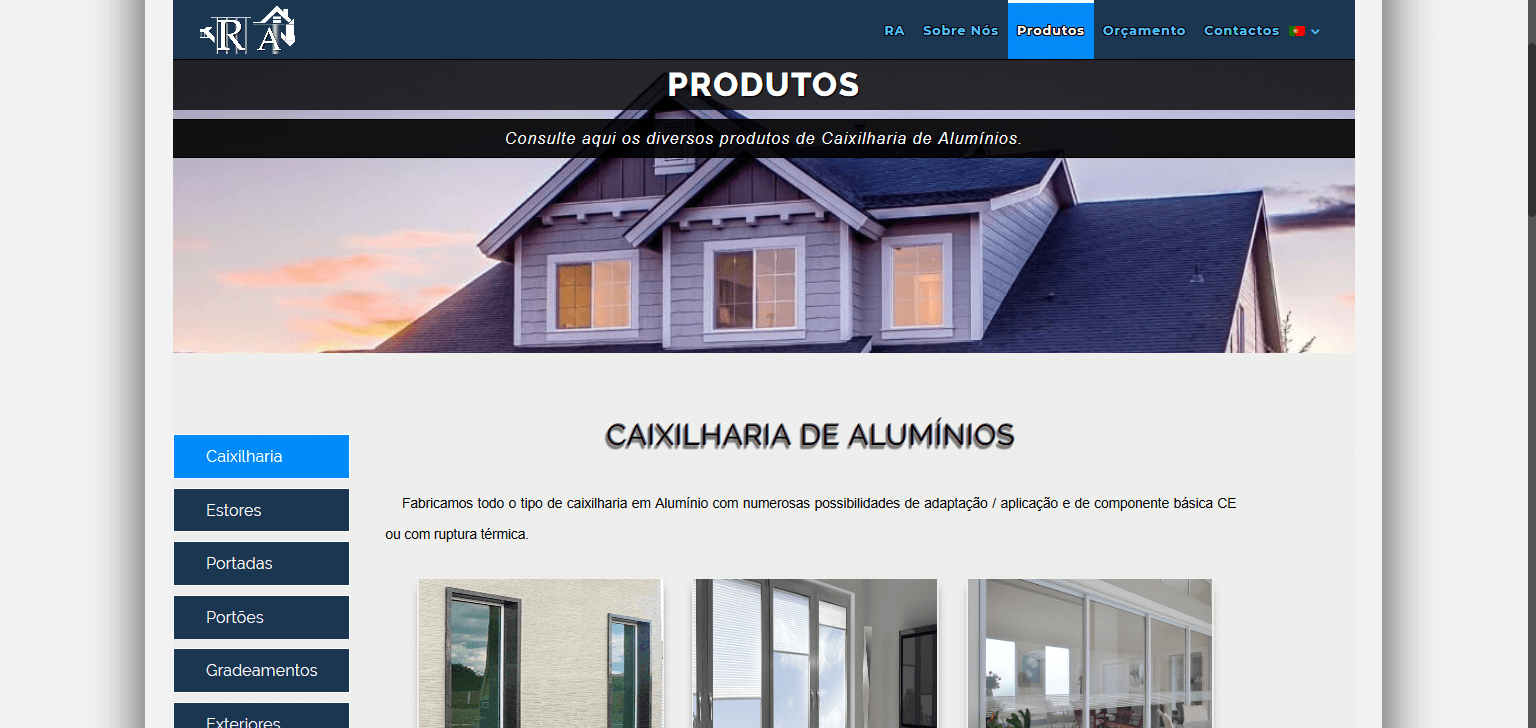 RA
RA
Sobre Nós
Produtos
Orçamento
Contactos
PRODUTOS
Consulte aqui os diversos produtos de Caixilharia de Alumínios.
Caixilharia
Estores
Portadas
Portões
Gradeamentos
Exteriores
CAIXILHARIA DE ALUMÍNIOS
Fabricamos todo o tipo de caixilharia em Alumínio com numerosas possibilidades de adaptação / aplicação e de componente básica CE
ou com ruptura térmica.